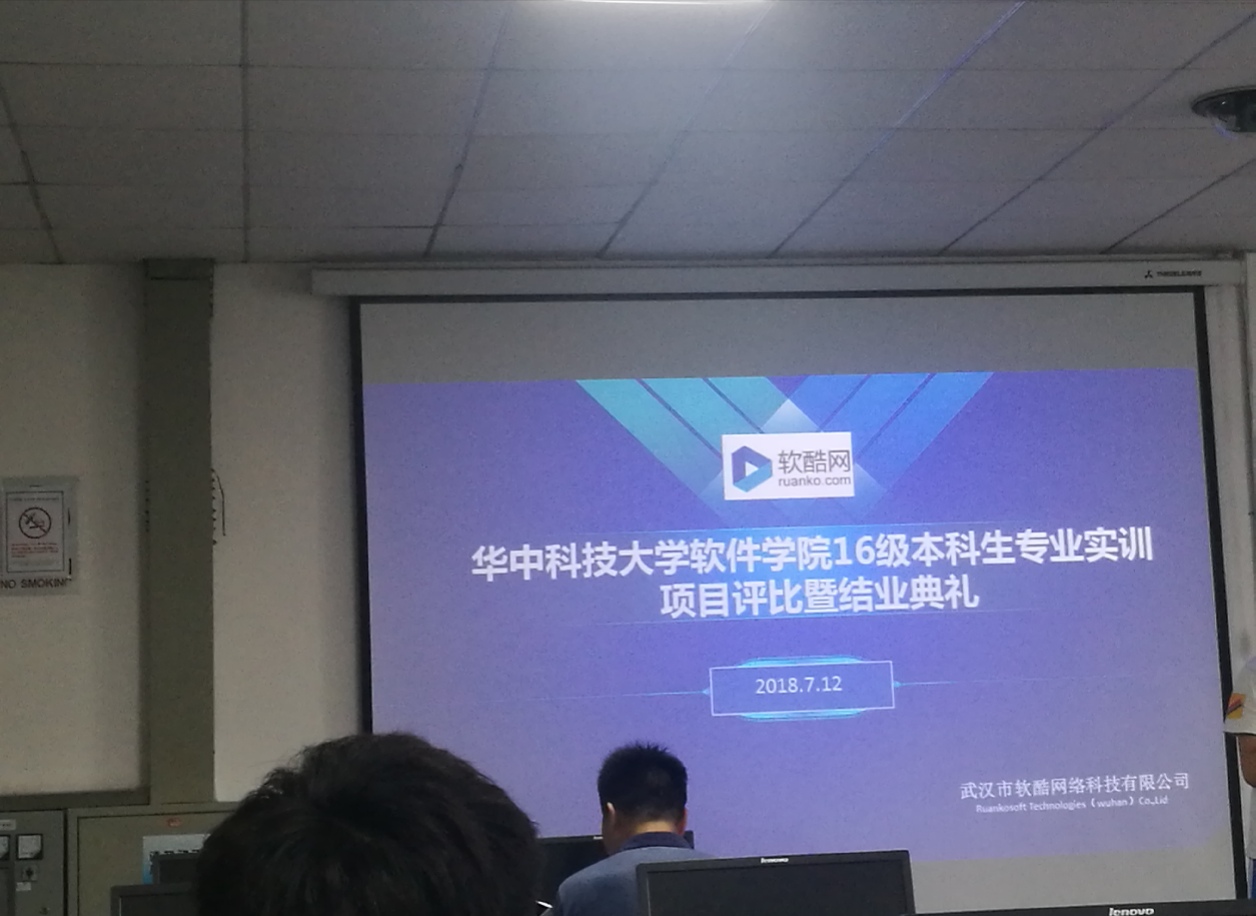 软酷网
ruanko.com
华中科技大学软件学院16级本科生专业实训
项目评比暨结业典礼
2018.7.12
武汉市软酷网络科技有限公司
Ruankosoft Technologies (wuhan) Co.,Ltd
NO SMOKING
lenovo
lenovo